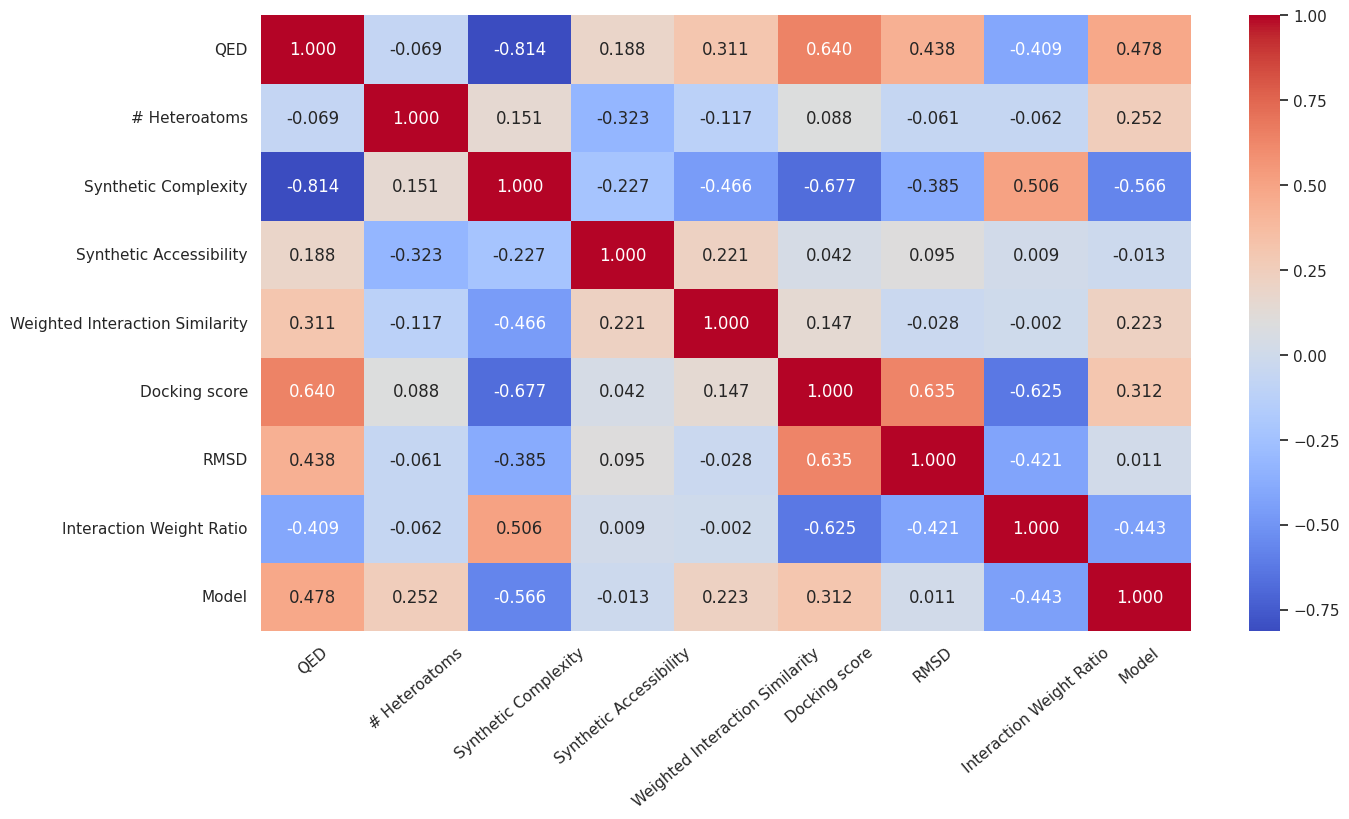 QED 1.000 -0.069 -0.814 0.188 0.311 0.640 0.438 -0.409 0.478
# Heteroatoms -0.069 1.000 0.151 -0.323 -0.117 0.088 -0.061 -0.062 0.252
Synthetic Complexity -0.814 0.151 1.000 -0.227 -0.466 -0.677 -0.385 0.506 -0.566
Synthetic Accessibility 0.188 -0.323 -0.227 1.000 0.221 0.042 0.095 0.009 -0.013
Weighted Interaction Similarity 0.311 -0.117 -0.466 0.221 1.000 0.147 -0.028 -0.002 0.223
Docking score 0.640 0.088 -0.677 0.042 0.147 1.000 0.635 -0.625 0.312
RMSD 0.438 -0.061 -0.385 0.095 -0.028 0.635 1.000 -0.421 0.011
Interaction Weight Ratio -0.409 -0.062 0.506 0.009 -0.002 -0.625 -0.421 1.000 -0.443
Model 0.478 0.252 -0.566 -0.013 0.223 0.312 0.011 -0.443 1.000
QED
# Heteroatoms
Synthetic Complexity
Synthetic Accessibility
Weighted Interaction Similarity
Docking score
RMSD
Interaction Weight Ratio
Model
1.00
0.75
0.50
0.25
0.00
−0.25
−0.50
−0.75